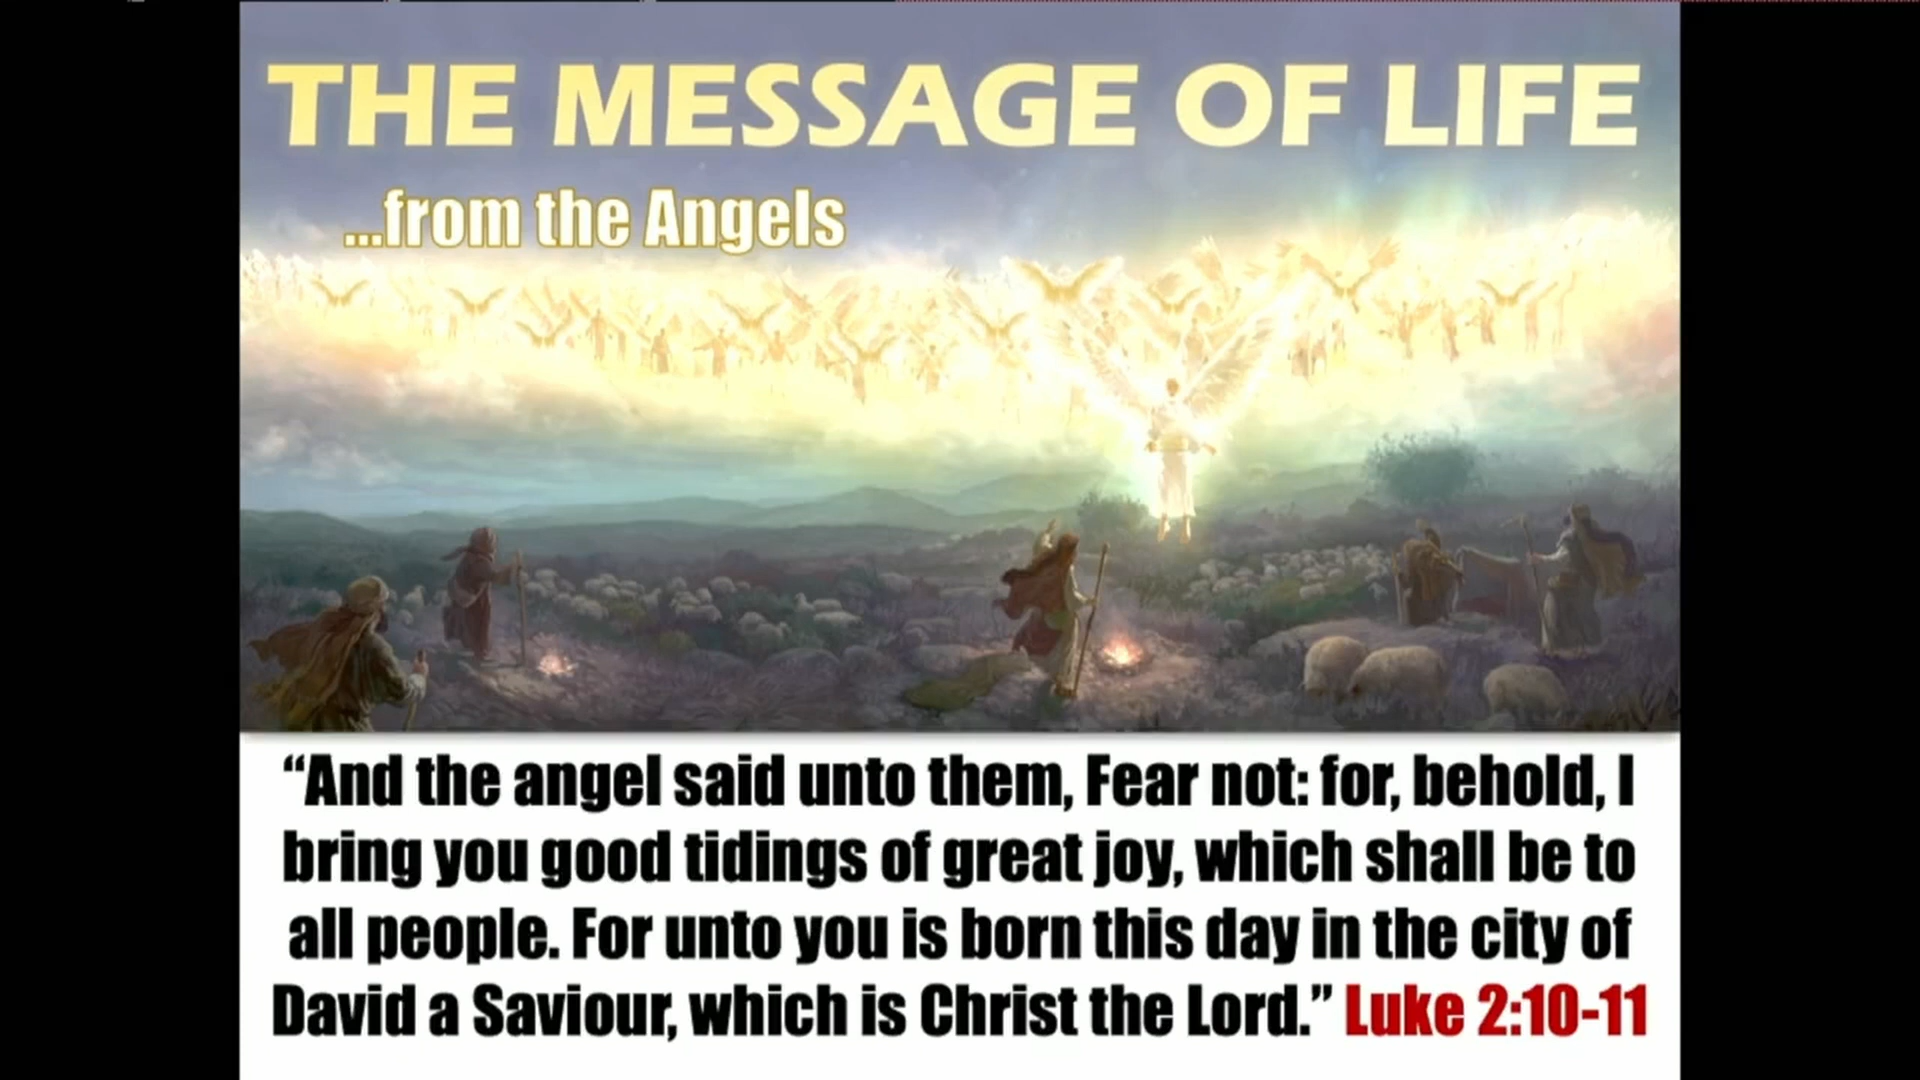 THE MESSAGE OF LIFE
...from the Angels
“And the angel said unto them, Fear not: for, behold, I
bring you good tidings of great joy, which shall be to
all people. For unto you is born this day in the city of
David a Saviour, which is Christ the Lord.” Luke 2:10-11